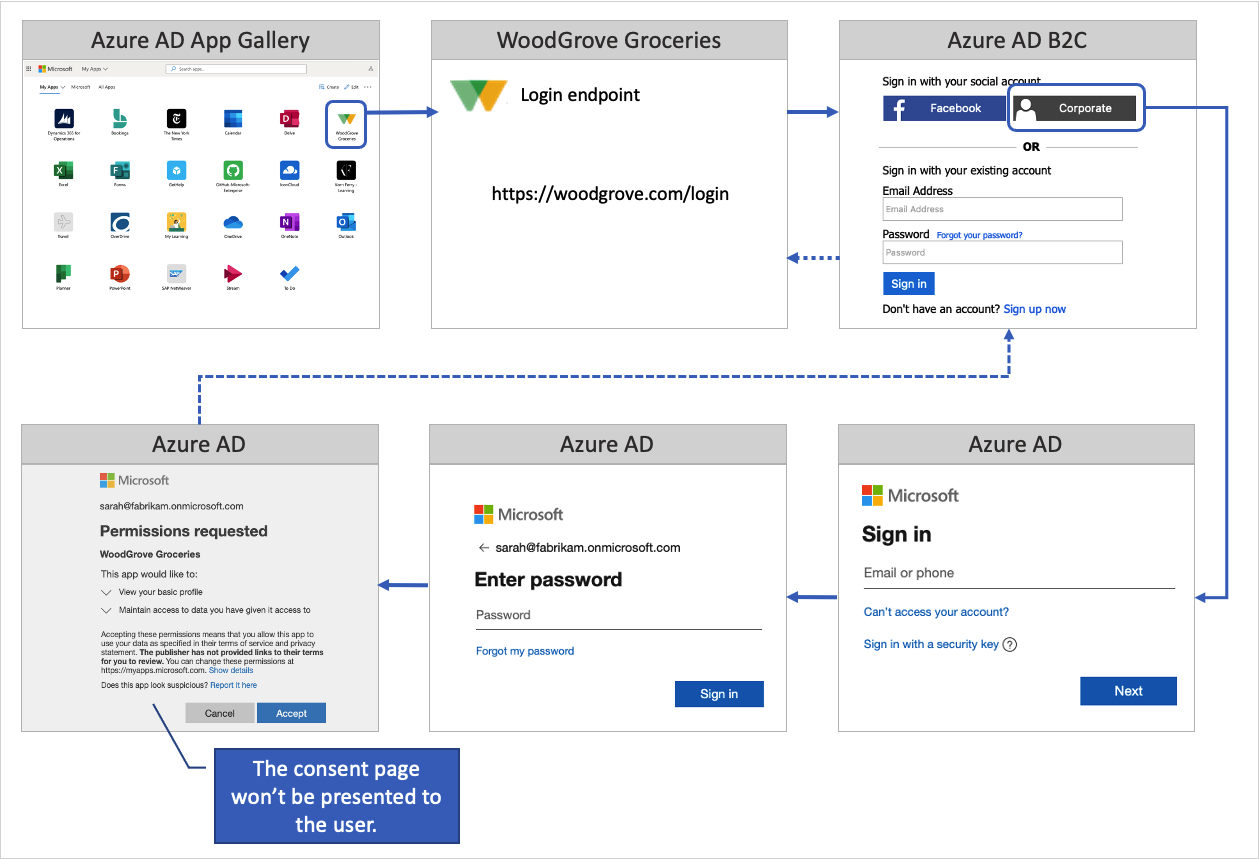 Azure AD App Gallery
Microsoft My Apps
Search apps...
My Apps Microsoft All Apps
Create Edit
Dynamics 365 for
Operations
Bookings
The New York
Times
Calendar
Delve
WoodGrove
Groceries
Excel
Forms
GetHelp
GitHub Microsoft
Enterprise
IconCloud
Korn Ferry -
Learning
Travel
OneDrive
My Learning
OneDrive
OneNote
Outlook
Planner
PowerPoint
SAP NetWeaver
Stream
To Do
WoodGrove Groceries
Login endpoint
https://woodgrove.com/login
Azure AD B2C
Sign in with your social account
Facebook
Corporate
OR
Sign in with your existing account
Email Address
Email Address
Password Forgot your password?
Password
Sign in
Don't have an account? Sign up now
Azure AD
Microsoft
sarah@fabrikam.onmicrosoft.com
Permissions requested
WoodGrove Groceries
This app would like to:
View your basic profile
Maintain access to data you have given it access to
Accepting these permissions means that you allow this app to
use your data as specified in their terms of service and privacy
statement. The publisher has not provided links to their terms
for you to review. You can change these permissions at
https://myapps.microsoft.com. Show details
Does this app look suspicious? Report it here
Cancel
Accept
The consent page
won't be presented to
the user.
Azure AD
Microsoft
← sarah@fabrikam.onmicrosoft.com
Enter password
Password
Forgot my password
Sign in
Azure AD
Microsoft
Sign in
Email or phone
Can't access your account?
Sign in with a security key ?
Next